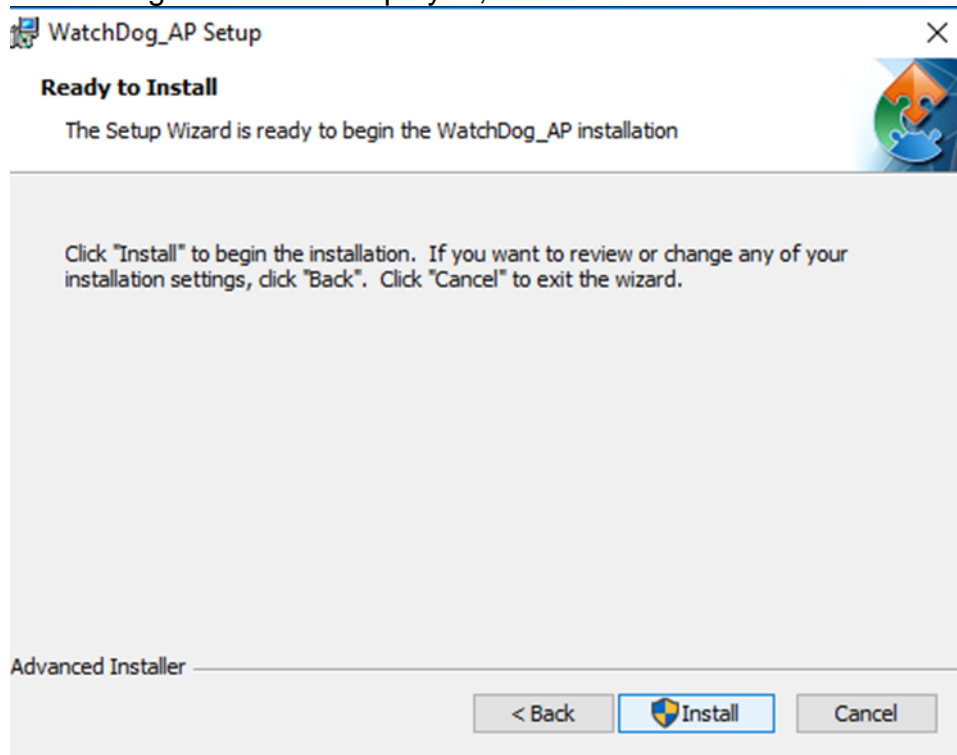 WatchDog_AP Setup
Ready to Install
The Setup Wizard is ready to begin the WatchDog_AP installation
Click "Install" to begin the installation.  If you want to review or change any of your
installation settings, click "Back".  Click "Cancel" to exit the wizard.
Advanced Installer
< Back
Install
Cancel